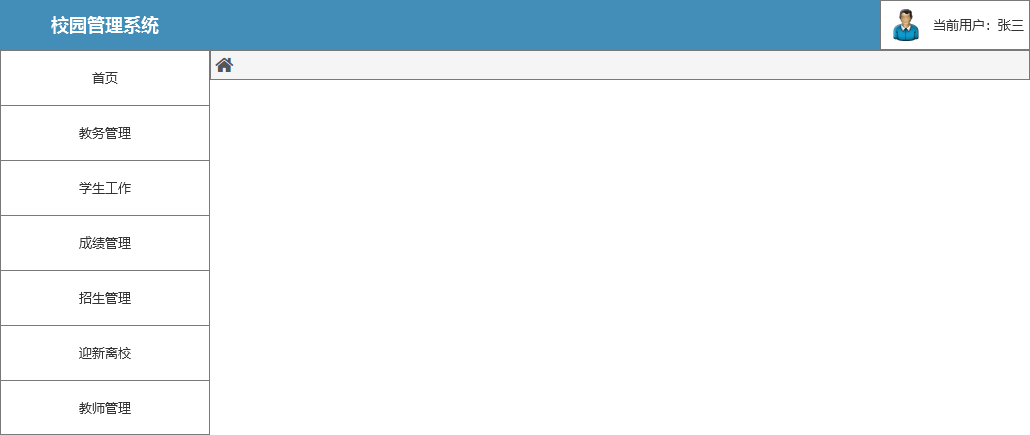 校园管理系统
当前用户：张三
首页
教务管理
学生工作
成绩管理
招生管理
迎新离校
教师管理